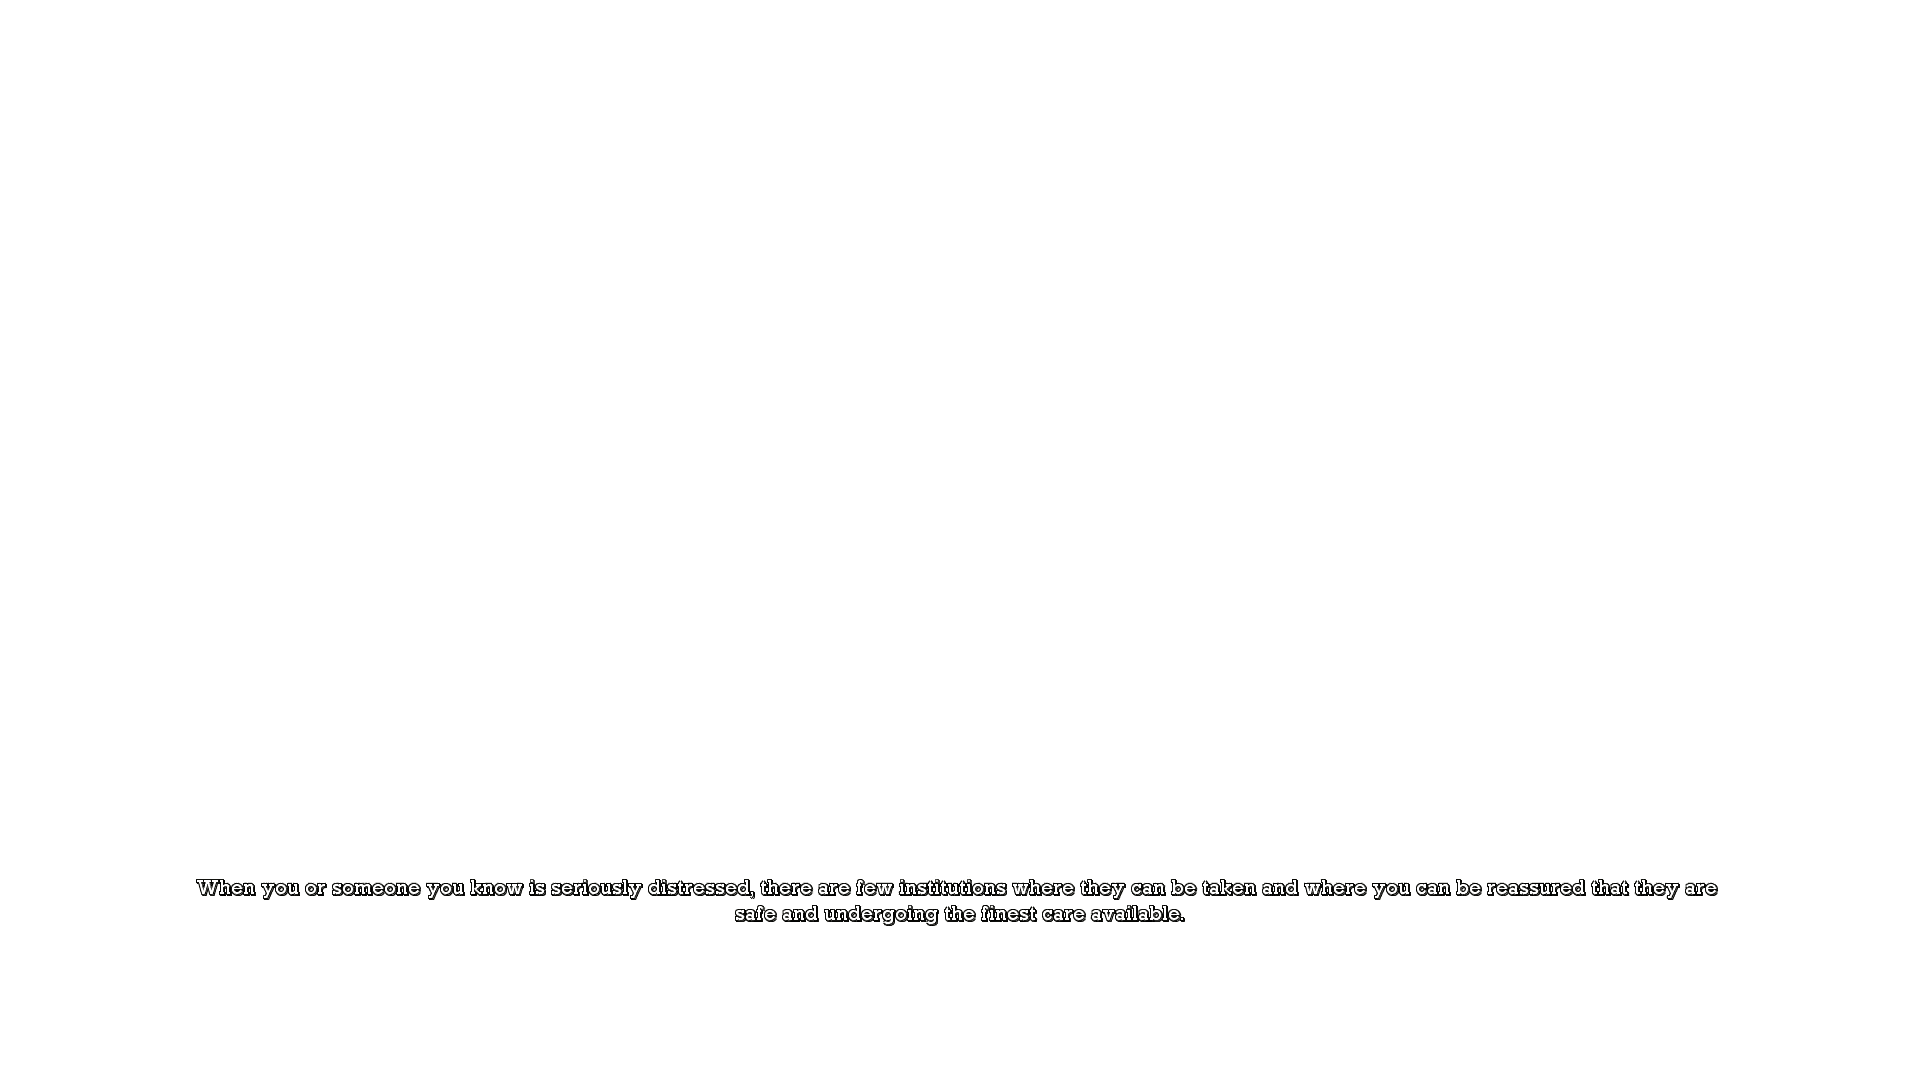 When you or someone you know is seriously distressed, there are few institutions where they can be taken and where you can be reassured that they are
safe and undergoing the finest care available.